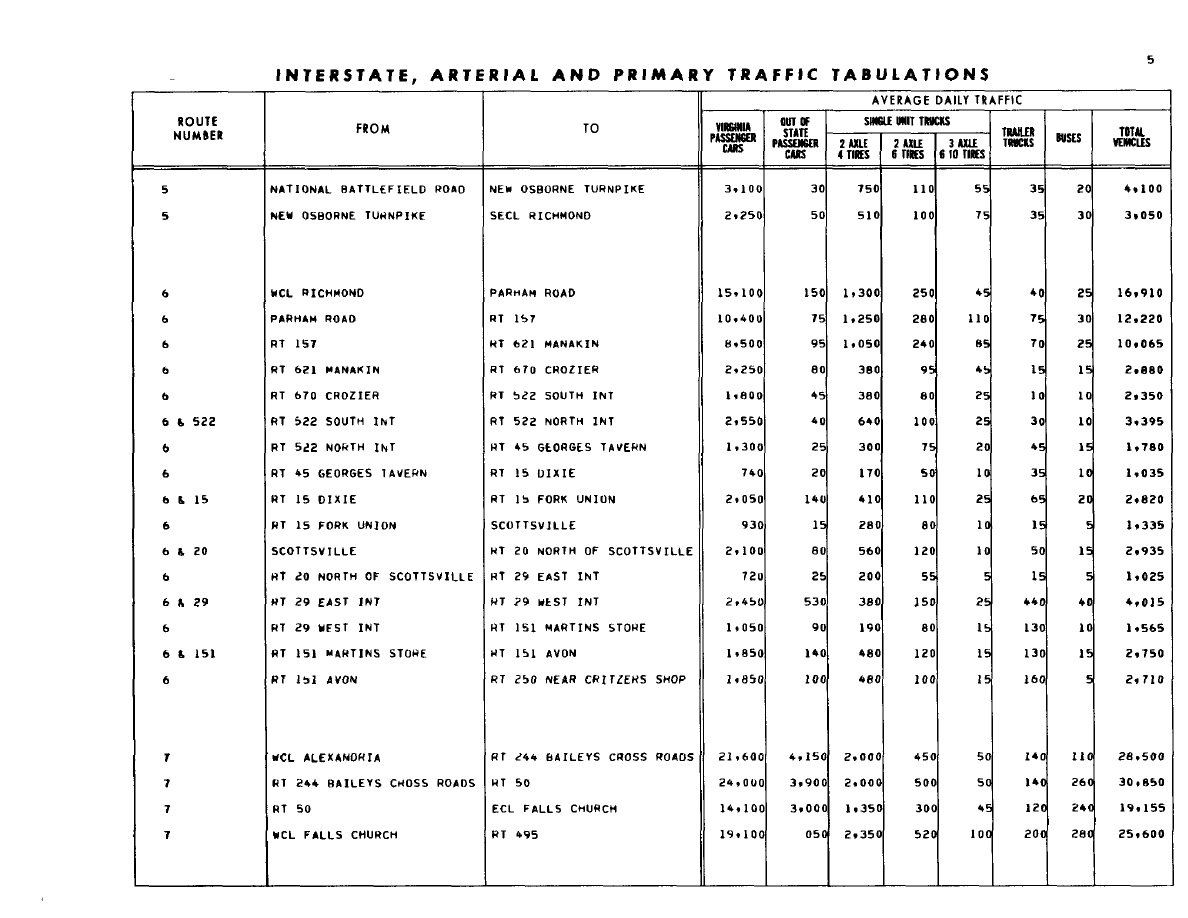 5
INTERSTATE, ARTERIAL AND PRIMARY TRAFFIC TABULATIONS
ROUTE NUMBER FROM TO AVERAGE DAILY TRAFFIC
VIRGINIA PASSENGER CARS OUT OF STATE PASSENGER CARS SINGLE UNIT TRUCKS 2 AXLE 4 TIRES 2 AXLE 6 TIRES 3 AXLE 6 10 TIRES TRAILER TRUCKS BUSES TOTAL VEHICLES
5 NATIONAL BATTLEFIELD ROAD NEW OSBORNE TURNPIKE 3,100 30 750 110 55 35 20 4,100
5 NEW OSBORNE TURNPIKE SECL RICHMOND 2,250 50 510 100 75 35 30 3,050
6 WCL RICHMOND PARHAM ROAD 15,100 150 1,300 250 45 40 25 16,910
6 PARHAM ROAD RT 157 10,400 75 1,250 280 110 75 30 12,220
6 RT 157 RT 621 MANAKIN 8,500 95 1,050 240 85 70 25 10,065
6 RT 621 MANAKIN RT 670 CROZIER 2,250 80 380 95 45 15 15 2,880
6 RT 670 CROZIER RT 522 SOUTH INT 1,800 45 380 80 25 10 10 2,350
6 & 522 RT 522 SOUTH INT RT 522 NORTH INT 2,550 40 640 100 25 30 10 3,395
6 RT 522 NORTH INT RT 45 GEORGES TAVERN 1,300 25 300 75 20 45 15 1,780
6 RT 45 GEORGES TAVERN RT 15 DIXIE 740 20 170 50 10 35 10 1,035
6 & 15 RT 15 DIXIE RT 15 FORK UNION 2,050 140 410 110 25 65 20 2,820
6 RT 15 FORK UNION SCOTTSVILLE 930 15 280 80 10 15 5 1,335
6 & 20 SCOTTSVILLE RT 20 NORTH OF SCOTTSVILLE 2,100 80 560 120 10 50 15 2,935
6 RT 20 NORTH OF SCOTTSVILLE RT 29 EAST INT 720 25 200 55 5 15 5 1,025
6 & 29 RT 29 EAST INT RT 29 WEST INT 2,450 530 380 150 25 440 40 4,015
6 RT 29 WEST INT RT 151 MARTINS STORE 1,050 90 190 80 15 130 10 1,565
6 & 151 RT 151 MARTINS STORE RT 151 AVON 1,850 140 480 120 15 130 15 2,750
6 RT 151 AVON RT 250 NEAR CRITZERS SHOP 1,850 100 480 100 15 160 5 2,710
7 WCL ALEXANDRIA RT 244 BAILEYS CROSS ROADS 21,600 4,150 2,000 450 50 140 110 28,500
7 RT 244 BAILEYS CROSS ROADS RT 50 24,000 3,900 2,000 500 50 140 260 30,850
7 RT 50 ECL FALLS CHURCH 14,100 3,000 1,350 300 45 120 240 19,155
7 WCL FALLS CHURCH RT 495 19,100 050 2,350 520 100 200 280 25,600